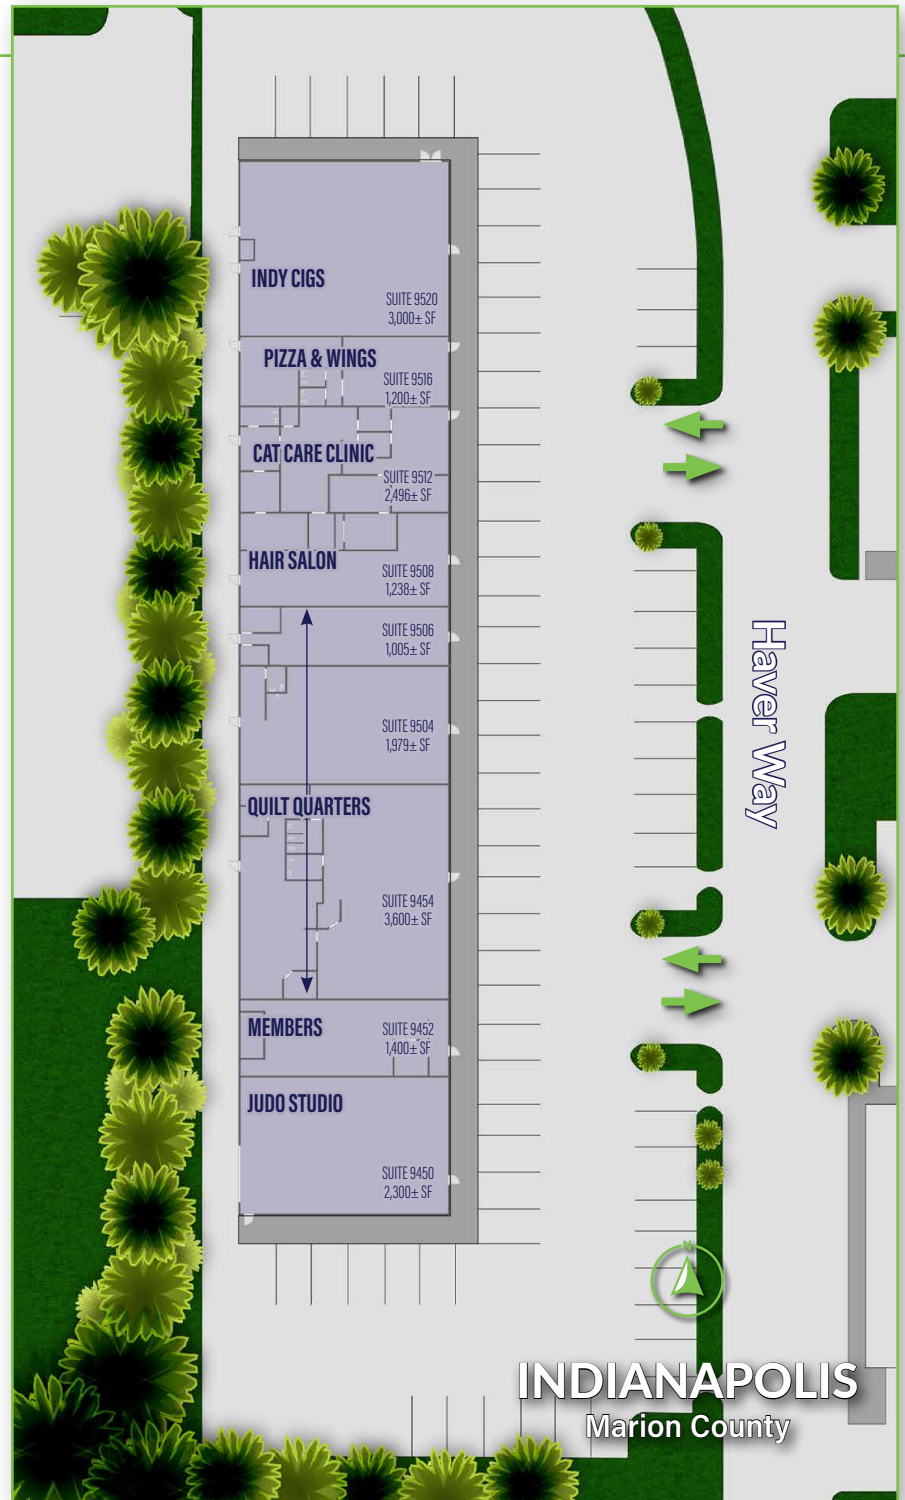 INDY CIGS
SUITE 9520
3,000± SF
PIZZA & WINGS
SUITE 9516
1,200± SF
CAT CARE CLINIC
SUITE 9512
2,496± SF
HAIR SALON
SUITE 9508
1,238± SF
SUITE 9506
1,005± SF
SUITE 9504
1,979± SF
QUILT QUARTERS
SUITE 9454
3,600± SF
MEMBERS
SUITE 9452
1,400± SF
JUDO STUDIO
SUITE 9450
2,300± SF
Haver Way
N
INDIANAPOLIS
Marion County